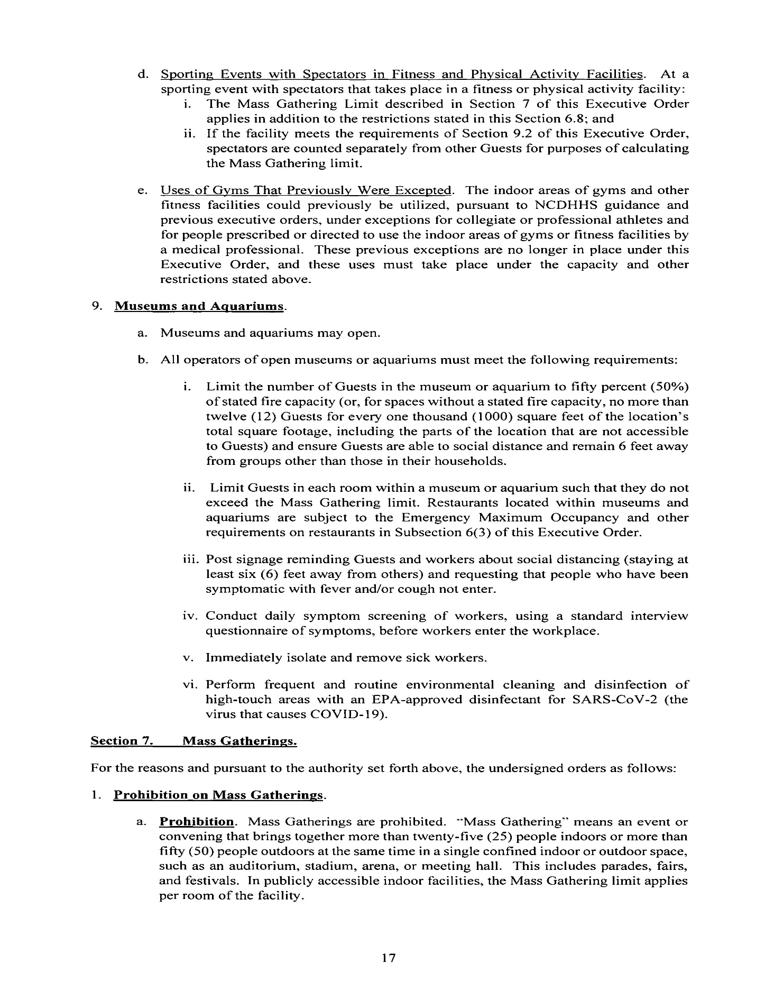 d. Sporting Events with Spectators in Fitness and Physical Activity Facilities. At a
sporting event with spectators that takes place in a fitness or physical activity facility:
i. The Mass Gathering Limit described in Section 7 of this Executive Order
applies in addition to the restrictions stated in this Section 6.8; and
ii. If the facility meets the requirements of Section 9.2 of this Executive Order,
spectators are counted separately from other Guests for purposes of calculating
the Mass Gathering limit.
e. Uses of Gyms That Previously Were Excepted. The indoor areas of gyms and other
fitness facilities could previously be utilized, pursuant to NCDHHS guidance and
previous executive orders, under exceptions for collegiate or professional athletes and
for people prescribed or directed to use the indoor areas of gyms or fitness facilities by
a medical professional. These previous exceptions are no longer in place under this
Executive Order, and these uses must take place under the capacity and other
restrictions stated above.
9. Museums and Aquariums.
a. Museums and aquariums may open.
b. All operators of open museums or aquariums must meet the following requirements:
i. Limit the number of Guests in the museum or aquarium to fifty percent (50%)
of stated fire capacity (or, for spaces without a stated fire capacity, no more than
twelve (12) Guests for every one thousand (1000) square feet of the location's
total square footage, including the parts of the location that are not accessible
to Guests) and ensure Guests are able to social distance and remain 6 feet away
from groups other than those in their households.
ii. Limit Guests in each room within a museum or aquarium such that they do not
exceed the Mass Gathering limit. Restaurants located within museums and
aquariums are subject to the Emergency Maximum Occupancy and other
requirements on restaurants in Subsection 6(3) of this Executive Order.
iii. Post signage reminding Guests and workers about social distancing (staying at
least six (6) feet away from others) and requesting that people who have been
symptomatic with fever and/or cough not enter.
iv. Conduct daily symptom screening of workers, using a standard interview
questionnaire of symptoms, before workers enter the workplace.
v. Immediately isolate and remove sick workers.
vi. Perform frequent and routine environmental cleaning and disinfection of
high-touch areas with an EPA-approved disinfectant for SARS-CoV-2 (the
virus that causes COVID-19).
Section 7. Mass Gatherings.
For the reasons and pursuant to the authority set forth above, the undersigned orders as follows:
1. Prohibition on Mass Gatherings.
a. Prohibition. Mass Gatherings are prohibited. "Mass Gathering" means an event or
convening that brings together more than twenty-five (25) people indoors or more than
fifty (50) people outdoors at the same time in a single confined indoor or outdoor space,
such as an auditorium, stadium, arena, or meeting hall. This includes parades, fairs,
and festivals. In publicly accessible indoor facilities, the Mass Gathering limit applies
per room of the facility.
17